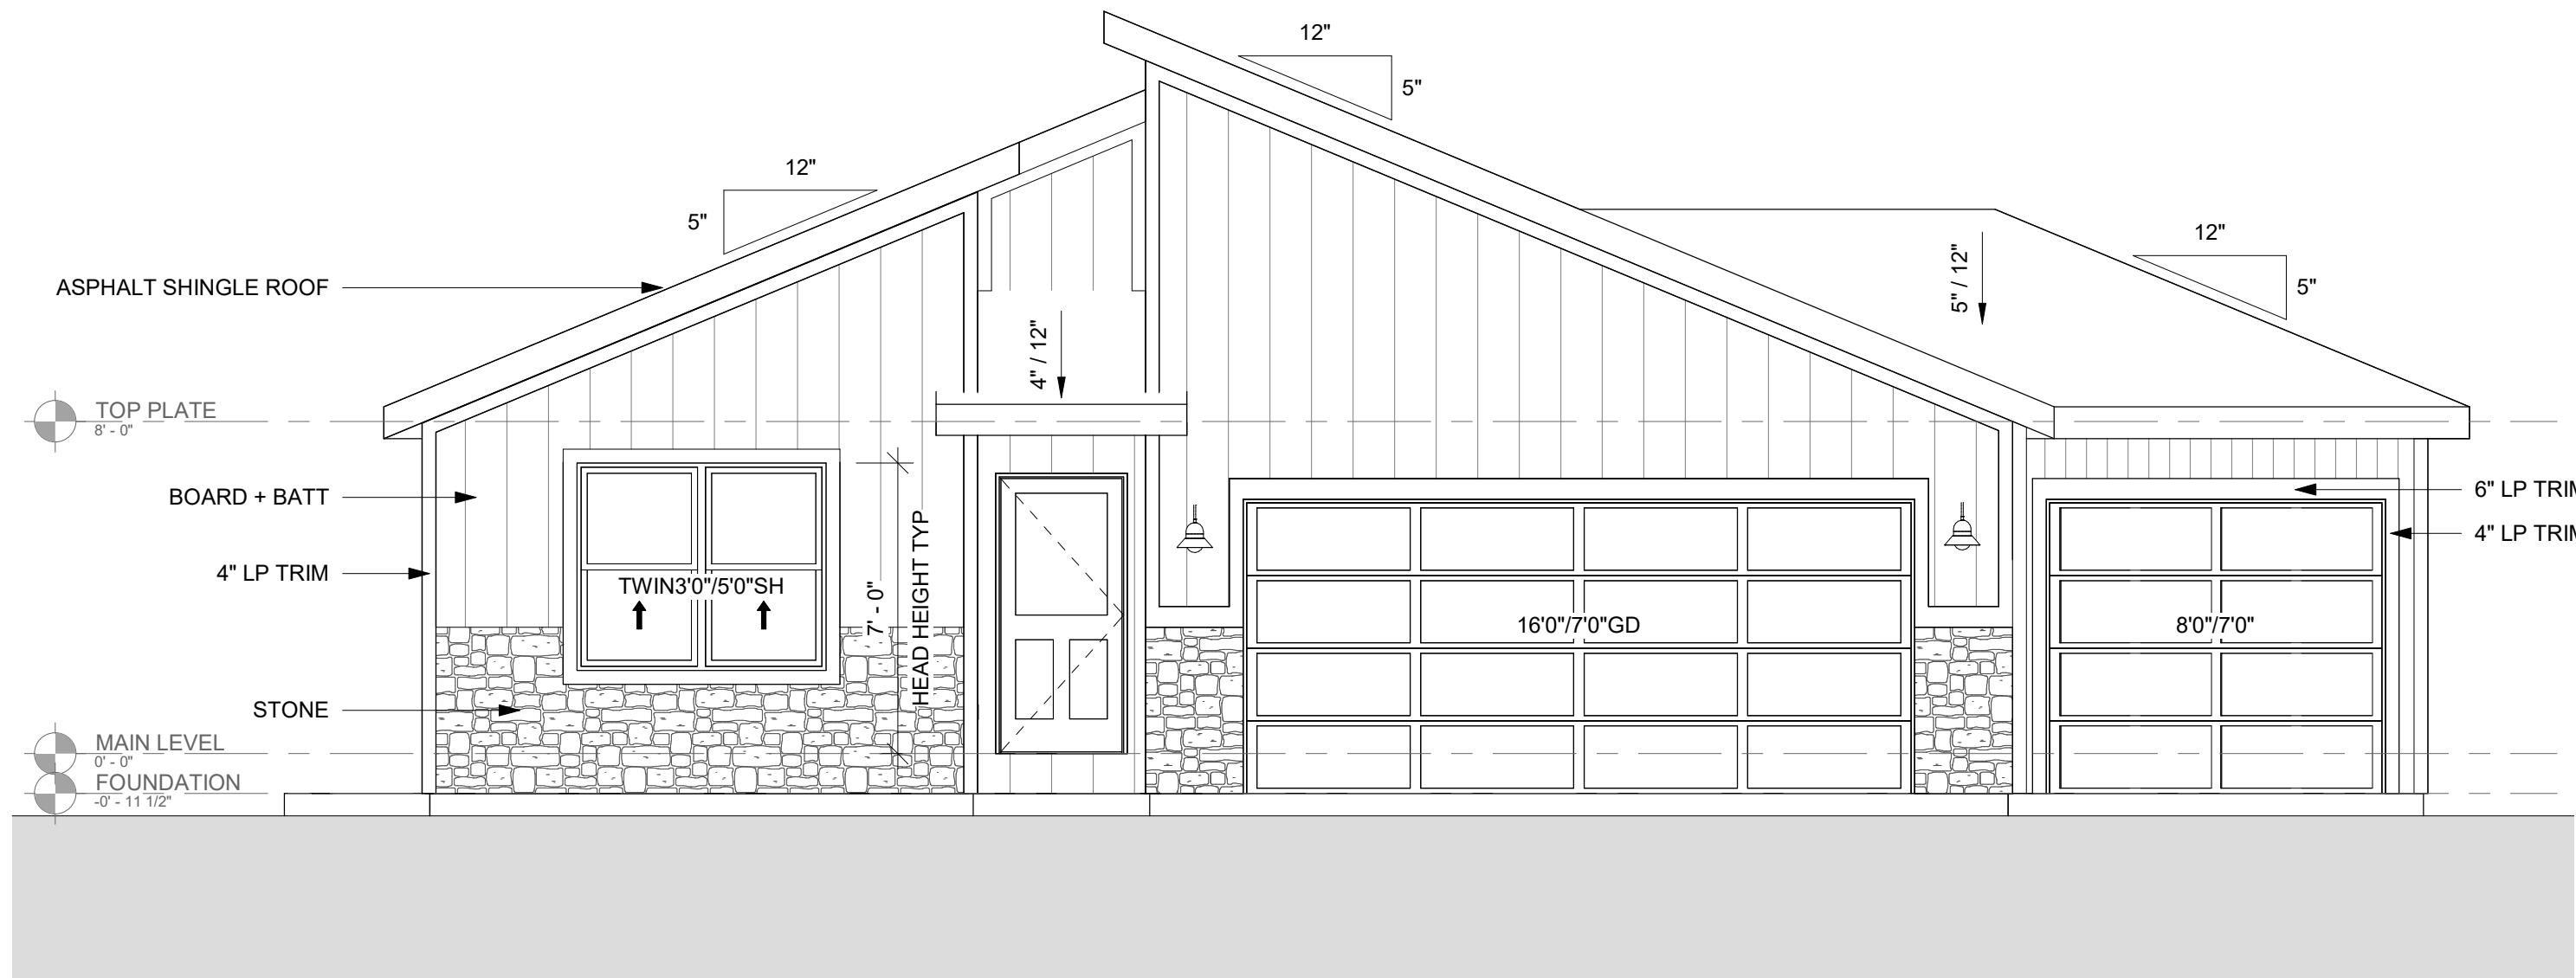 12"
5"
12"
5"
12"
5"
5" / 12"
ASPHALT SHINGLE ROOF
4" / 12"
TOP PLATE
8' - 0"
BOARD + BATT
6" LP TRIM
4" LP TRIM
4" LP TRIM
TWIN3'0"/5'0"SH
7' - 0"
HEAD HEIGHT TYP
16'0"/7'0"GD
8'0"/7'0"
STONE
MAIN LEVEL
0' - 0"
FOUNDATION
-0' - 11 1/2"